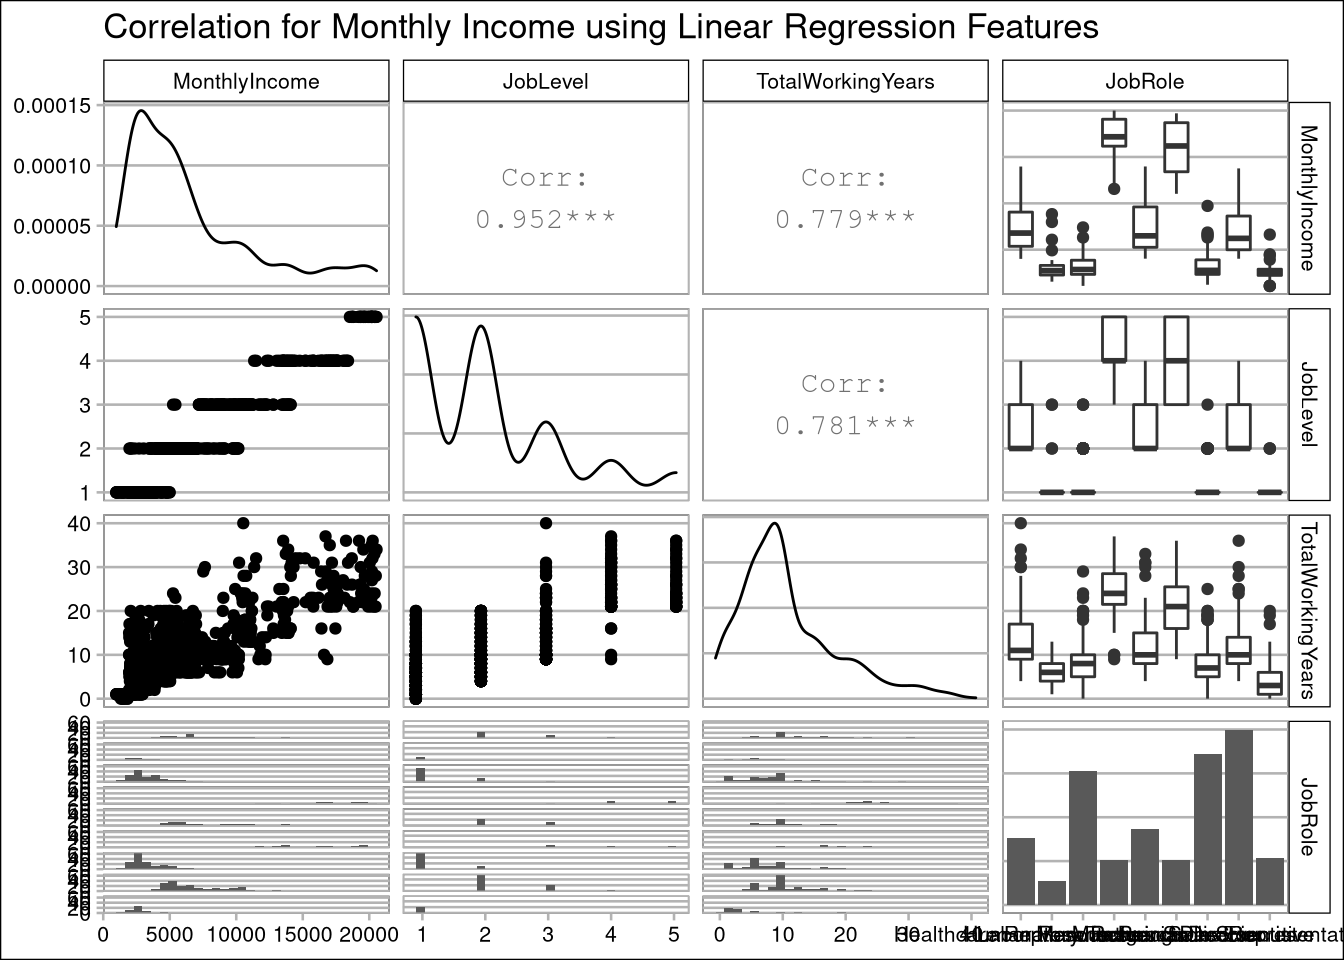 Correlation for Monthly Income using Linear Regression Features
MonthlyIncome
JobLevel
TotalWorkingYears
JobRole
0.00015
0.00010
0.00005
0.00000
Corr:
0.952***
Corr:
0.779***
MonthlyIncome
5
4
3
2
1
Corr:
0.781***
JobLevel
40
30
20
10
0
TotalWorkingYears
JobRole
0 5000 10000 15000 20000
1 2 3 4 5
0 10 20